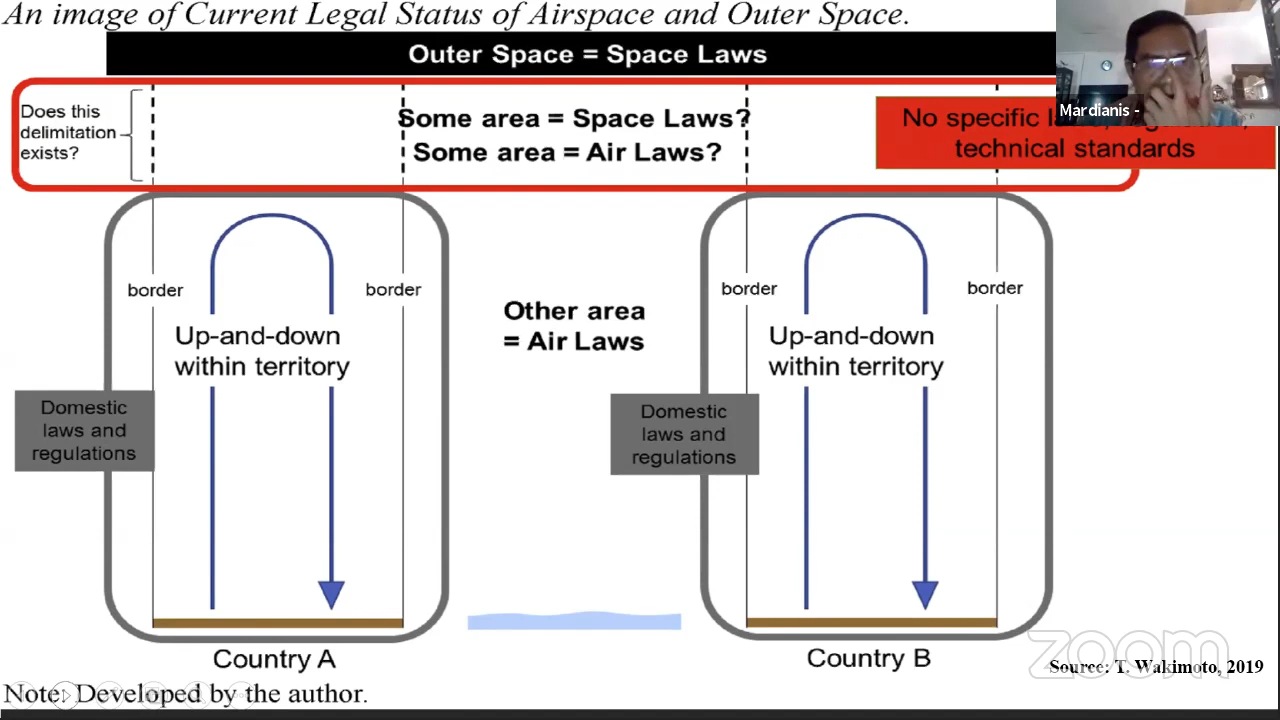 An image of Current Legal Status of Airspace and Outer Space.
Outer Space = Space Laws
Mardianis -
Does this
delimitation
exists?
Some area = Space Laws?
Some area = Air Laws?
No specific
technical standards
border
border
Up-and-down
within territory
Domestic
laws and
regulations
Country A
Other area
= Air Laws
border
border
Up-and-down
within territory
Domestic
laws and
regulations
Country B
zoom
Source: T. Wakimoto, 2019
Note: Developed by the author.